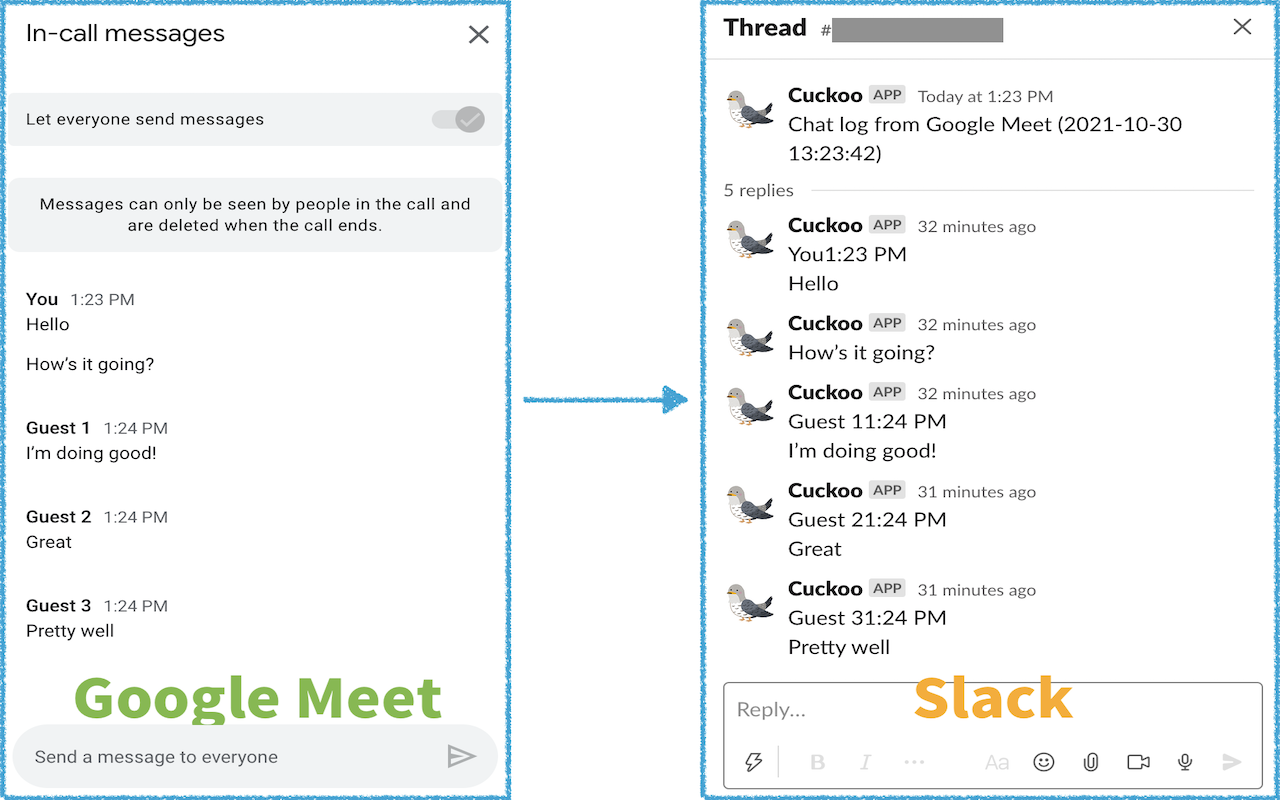 In-call messages
Let everyone send messages
Messages can only be seen by people in the call and
are deleted when the call ends.
You 1:23 PM
Hello
How's it going?
Guest 1 1:24 PM
I'm doing good!
Guest 2 1:24 PM
Great
Guest 3 1:24 PM
Pretty well
Google Meet
Send a message to everyone
Thread #
Cuckoo APP Today at 1:23 PM
Chat log from Google Meet (2021-10-30
13:23:42)
5 replies
Cuckoo APP 32 minutes ago
You1:23 PM
Hello
Cuckoo APP 32 minutes ago
How's it going?
Cuckoo APP 32 minutes ago
Guest 11:24 PM
I'm doing good!
Cuckoo APP 31 minutes ago
Guest 21:24 PM
Great
Cuckoo APP 31 minutes ago
Guest 31:24 PM
Pretty well
Slack
Reply...
B I ... Aa